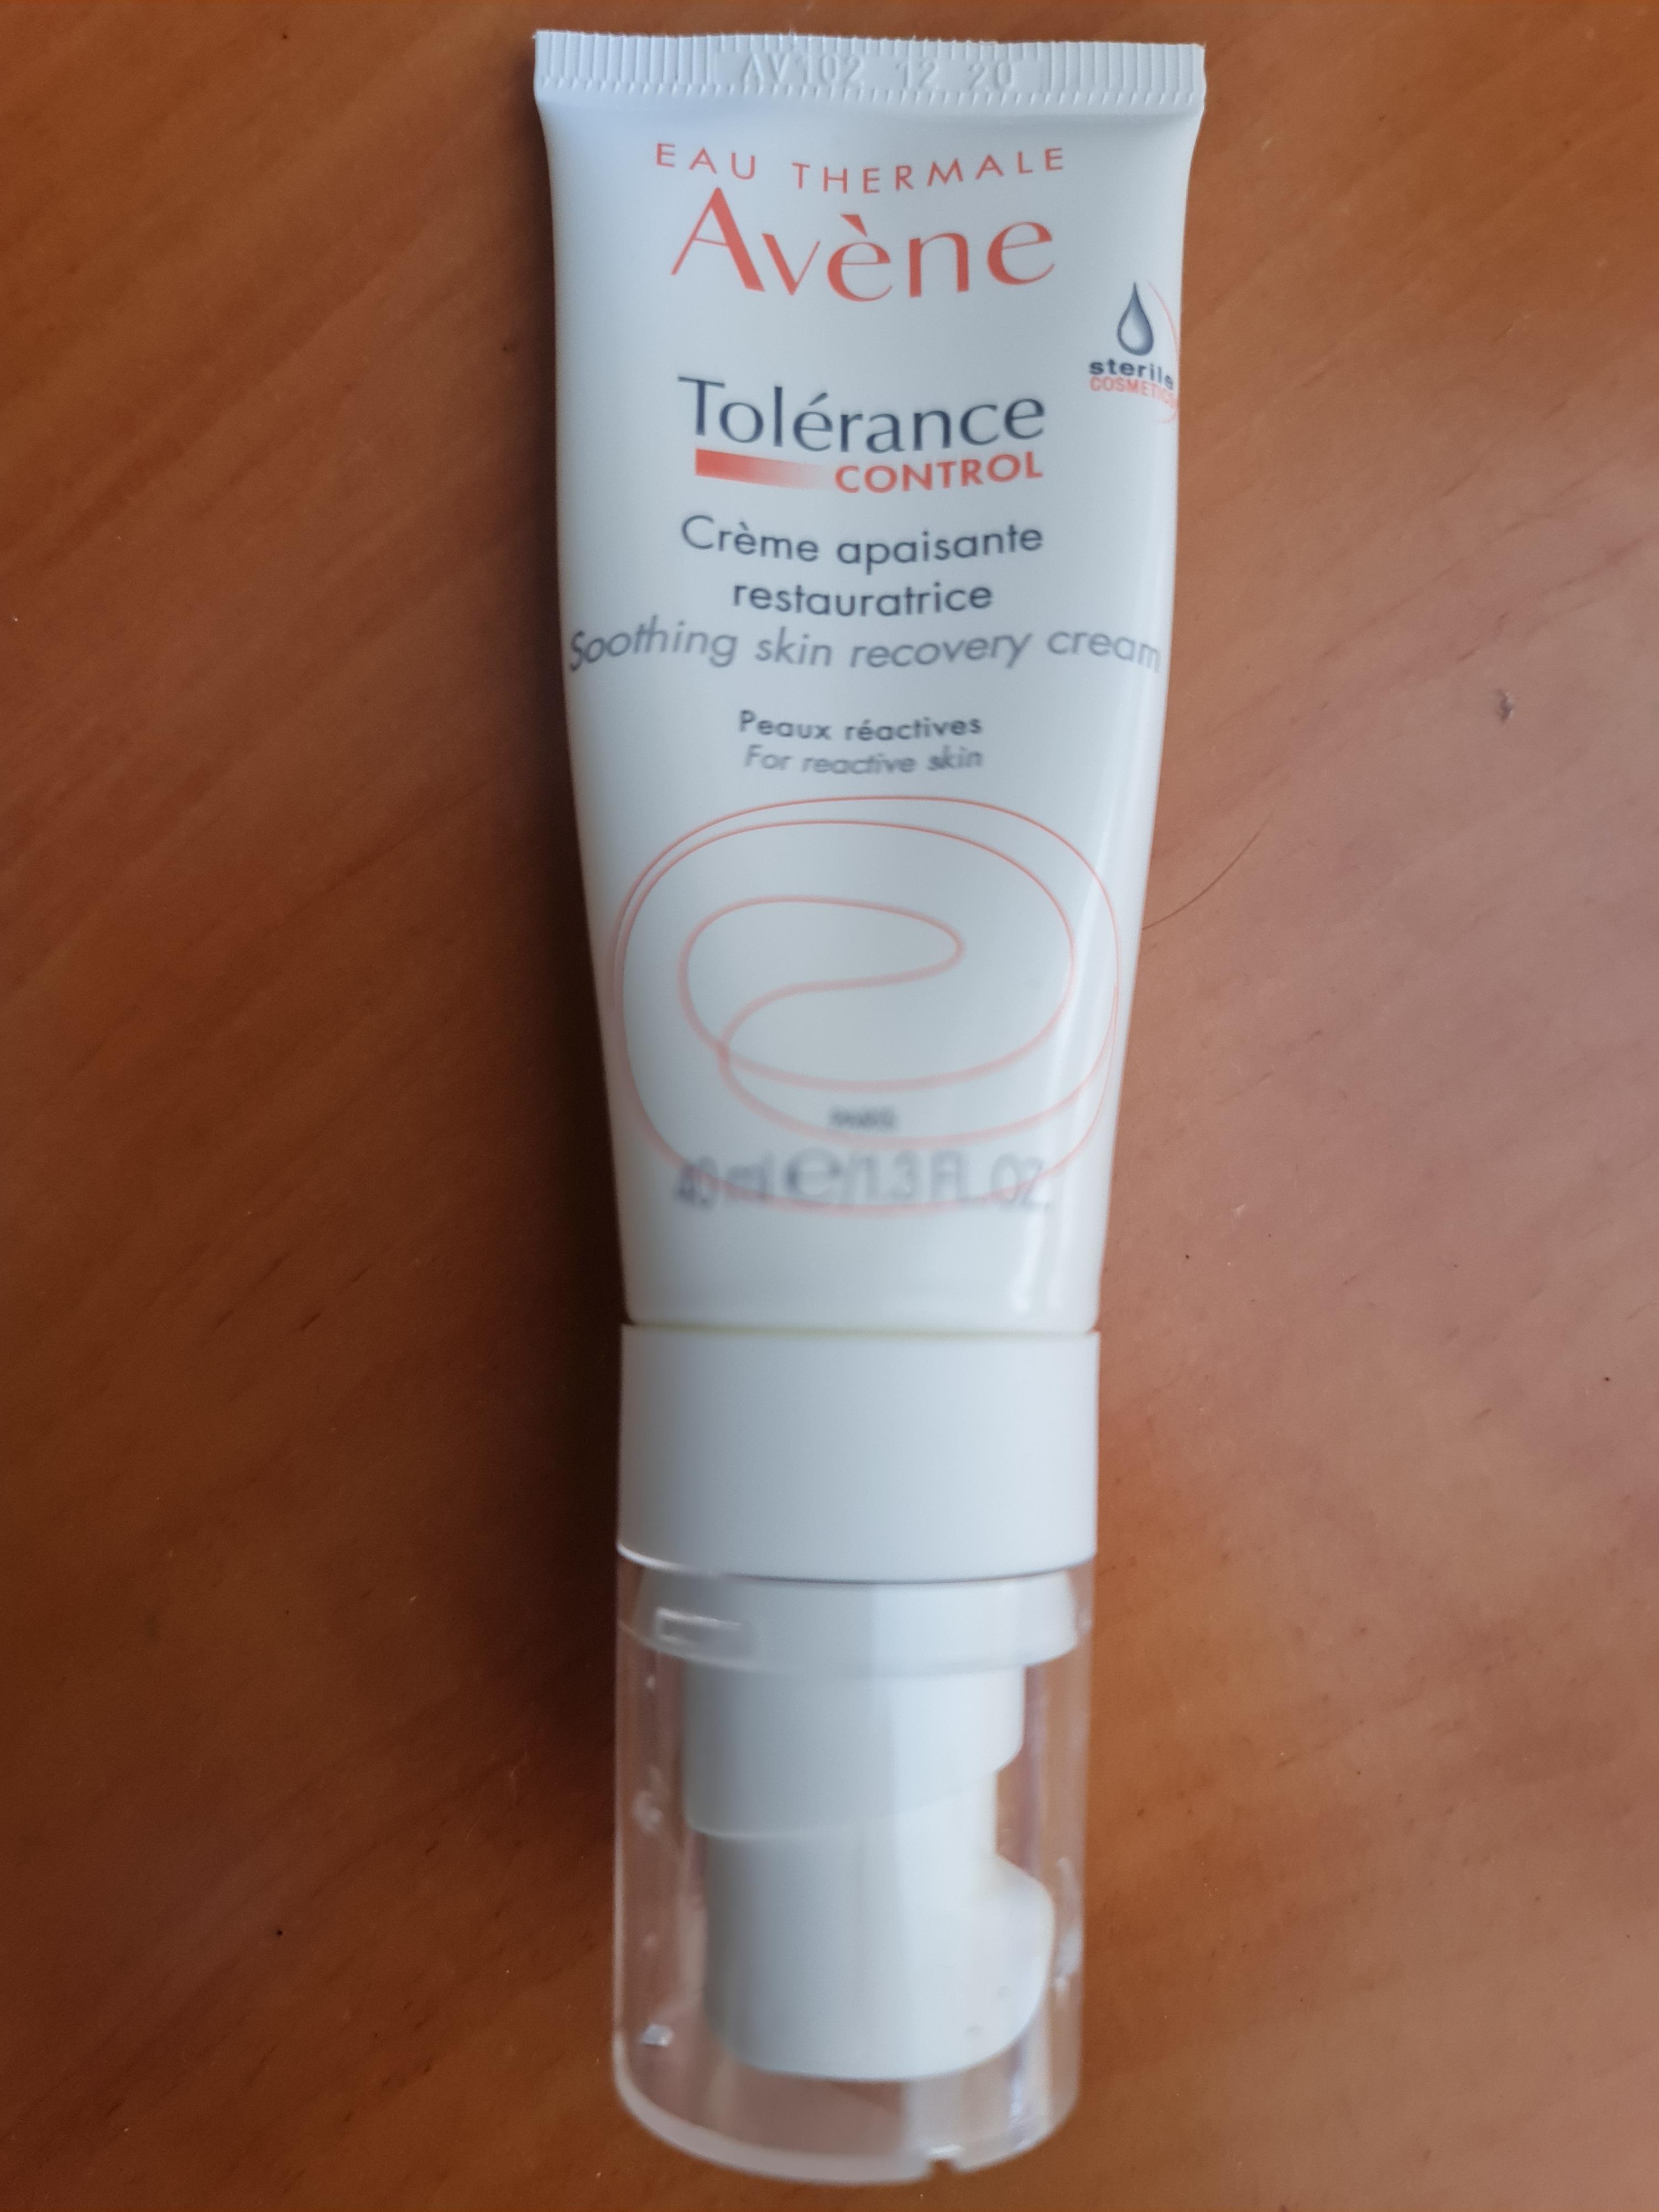 AV102 12 20
EAU THERMALE
Avène
sterile
COSMETICS
Tolérance
CONTROL
Crème apaisante
restauratrice
Soothing skin recovery cream
Peaux réactives
For reactive skin
PARIS
40 ml e/1.3 FL.OZ.